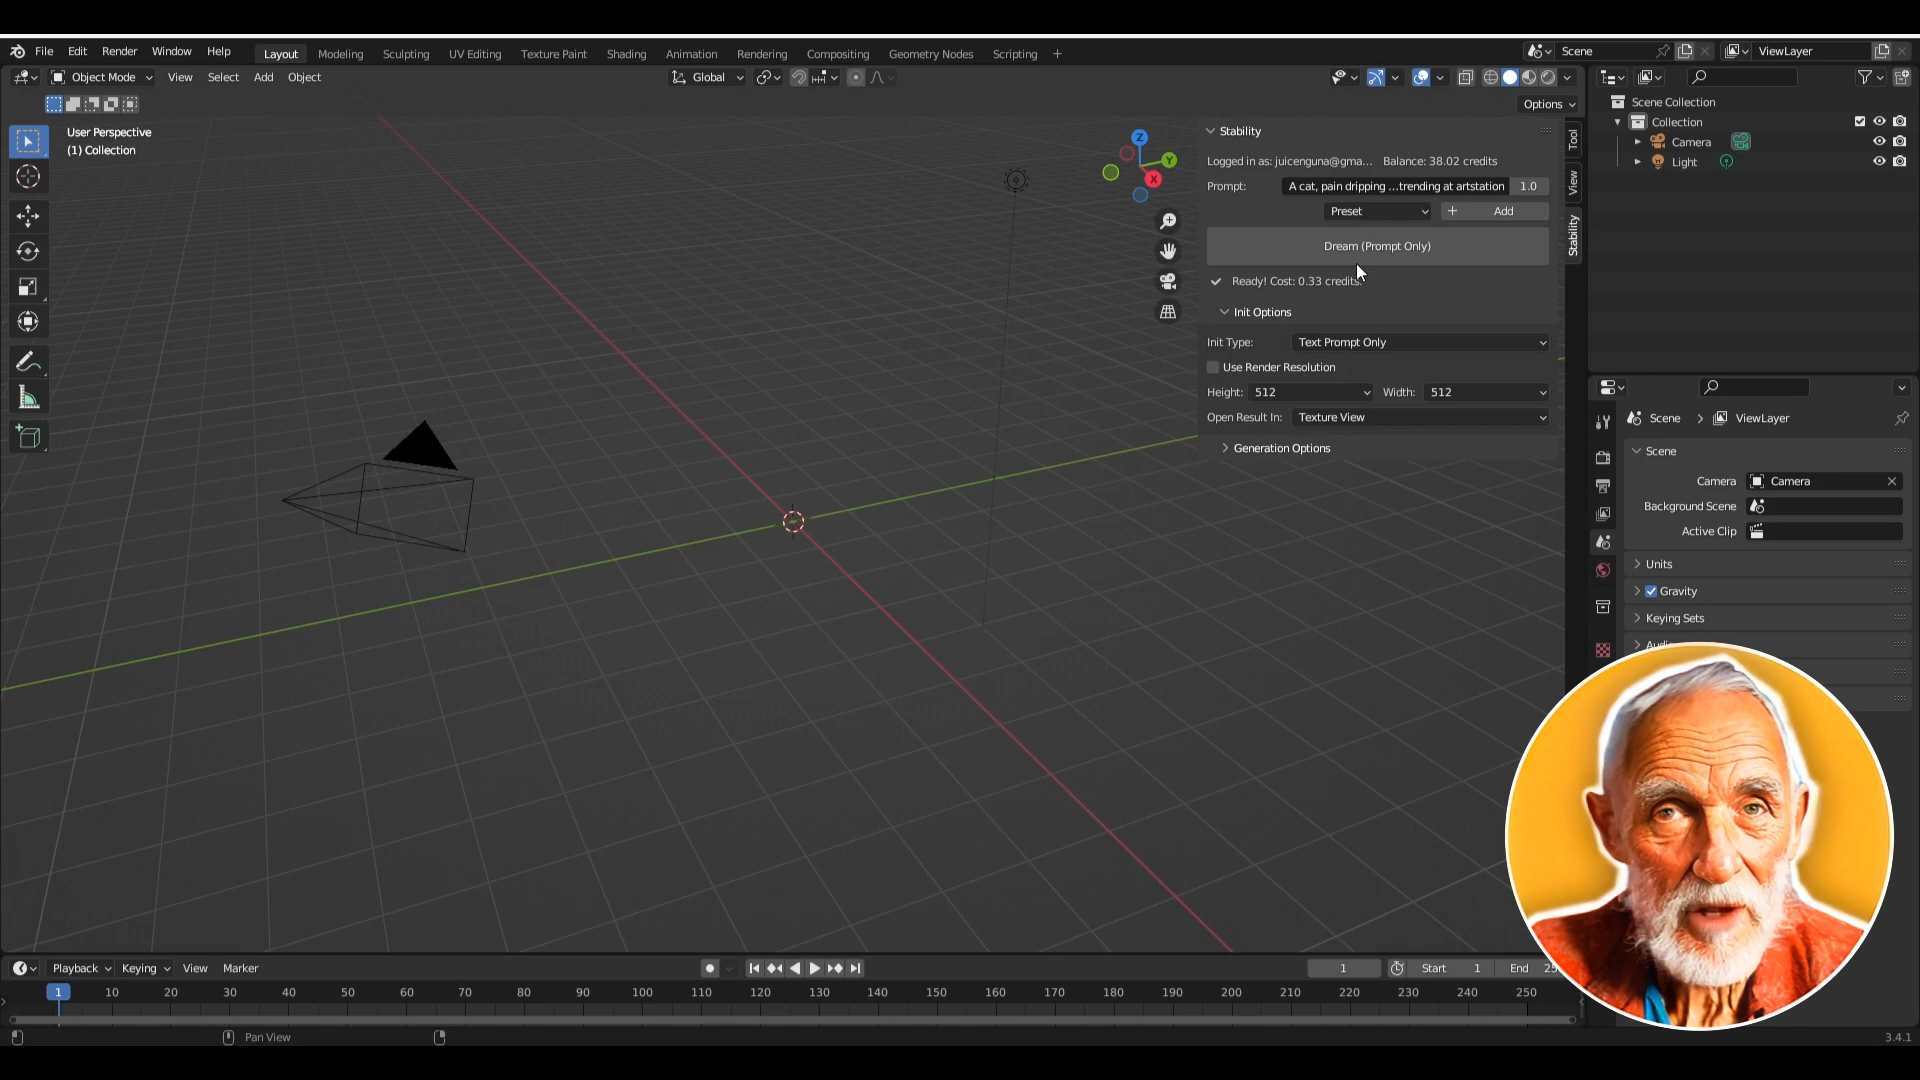 File Edit Render Window Help Layout Modeling Sculpting UV Editing Texture Paint Shading Animation Rendering Compositing Geometry Nodes Scripting + Scene ViewLayer
Object Mode View Select Add Object Global
Options
User Perspective
(1) Collection
Z
Y
X
Stability
Logged in as: juicenguna@gma... Balance: 38.02 credits
Prompt: A cat, pain dripping ...trending at artstation 1.0
Preset + Add
Dream (Prompt Only)
Ready! Cost: 0.33 credits.
Init Options
Init Type: Text Prompt Only
Use Render Resolution
Height: 512 Width: 512
Open Result In: Texture View
Generation Options
Tool
View
Stability
Scene Collection
Collection
Camera
Light
Scene > ViewLayer
Scene
Camera Camera
Background Scene
Active Clip
Units
Gravity
Keying Sets
Playback Keying View Marker 1 Start 1 End
1 10 20 30 40 50 60 70 80 90 100 110 120 130 140 150 160 170 180 190 200 210 220 230 240 250
Pan View 3.4.1